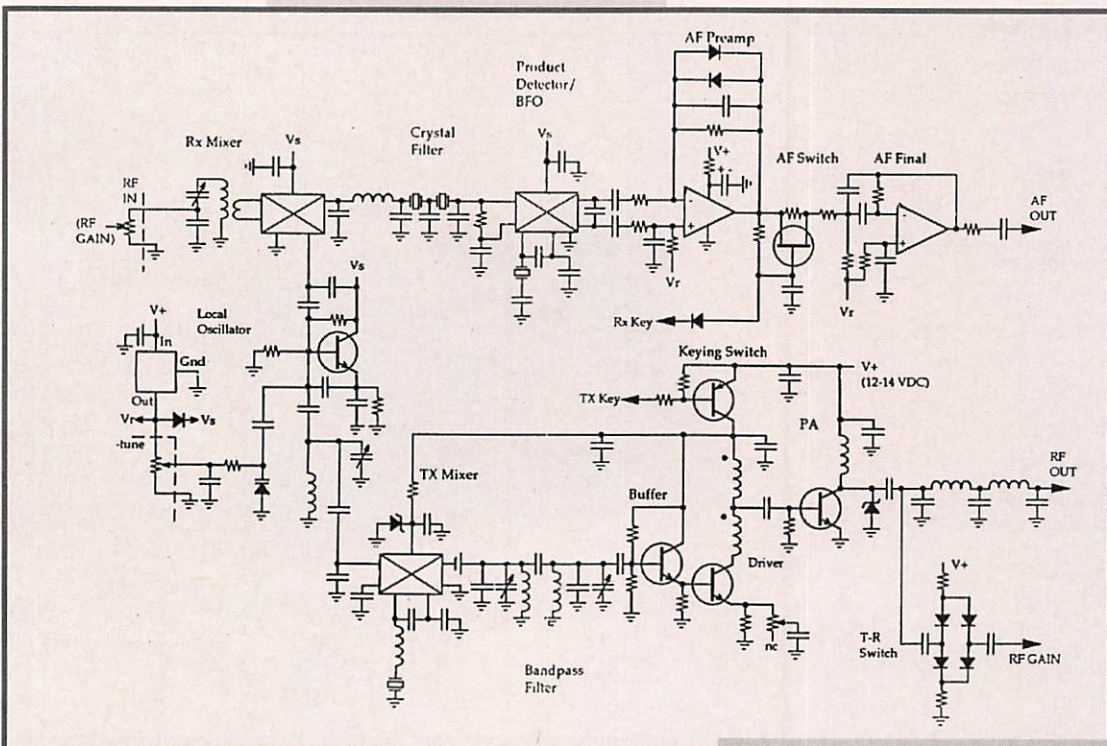 AF Preamp
Product
Detector/
BFO
Vs
Crystal
Filter
Rx Mixer
Vs
V+
+ -
AF Switch
AF Final
RF
IN
(RF
GAIN)
AF
OUT
Vr
Vr
Vs
Rx Key
V+
Local
Oscillator
In
Gnd
Out
Keying Switch
V+
(12-14 VDC)
TX Key
Vr
Vs
-tune
PA
TX Mixer
RF
OUT
Buffer
Driver
V+
T-R
Switch
RF GAIN
nc
Bandpass
Filter